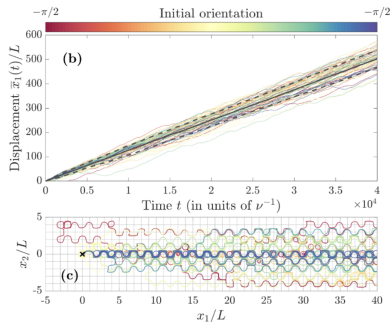 −π/2 Initial orientation −π/2
(b)
Displacement x̄₁(t)/L
600
500
400
300
200
100
0
0 0.5 1 1.5 2 2.5 3 3.5 4
Time t (in units of ν⁻¹) ×10⁴
(c)
x₂/L
5
0
-5
-5 0 5 10 15 20 25 30 35 40
x₁/L